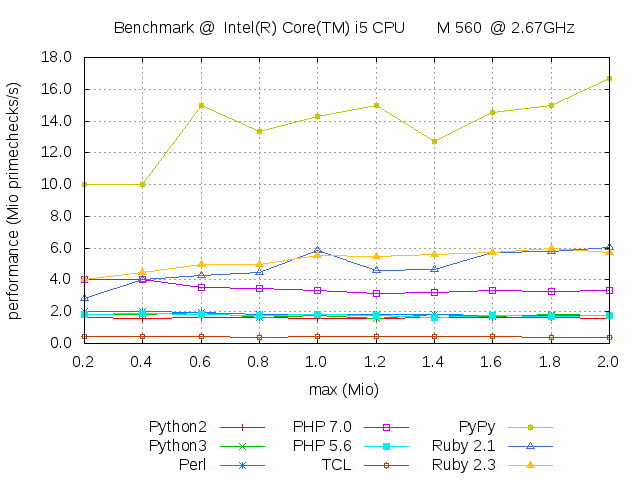 Benchmark @ Intel(R) Core(TM) i5 CPU M 560 @ 2.67GHz
18.0
16.0
14.0
12.0
10.0
8.0
6.0
4.0
2.0
0.0
performance (Mio primechecks/s)
0.2 0.4 0.6 0.8 1.0 1.2 1.4 1.6 1.8 2.0
max (Mio)
Python2 PHP 7.0 PyPy
Python3 PHP 5.6 Ruby 2.1
Perl TCL Ruby 2.3